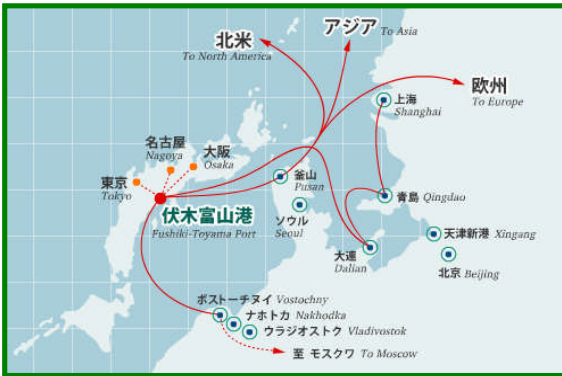 北米
To North America
アジア To Asia
欧州
To Europe
上海
Shanghai
名古屋
Nagoya
大阪
Osaka
東京
Tokyo
釜山
Pusan
伏木富山港
Fushiki-Toyama Port
ソウル
Seoul
青島 Qingdao
大連
Dalian
天津新港 Xingang
北京 Beijing
ボストーチヌイ Vostochny
ナホトカ Nakhodka
ウラジオストク Vladivostok
至 モスクワ To Moscow